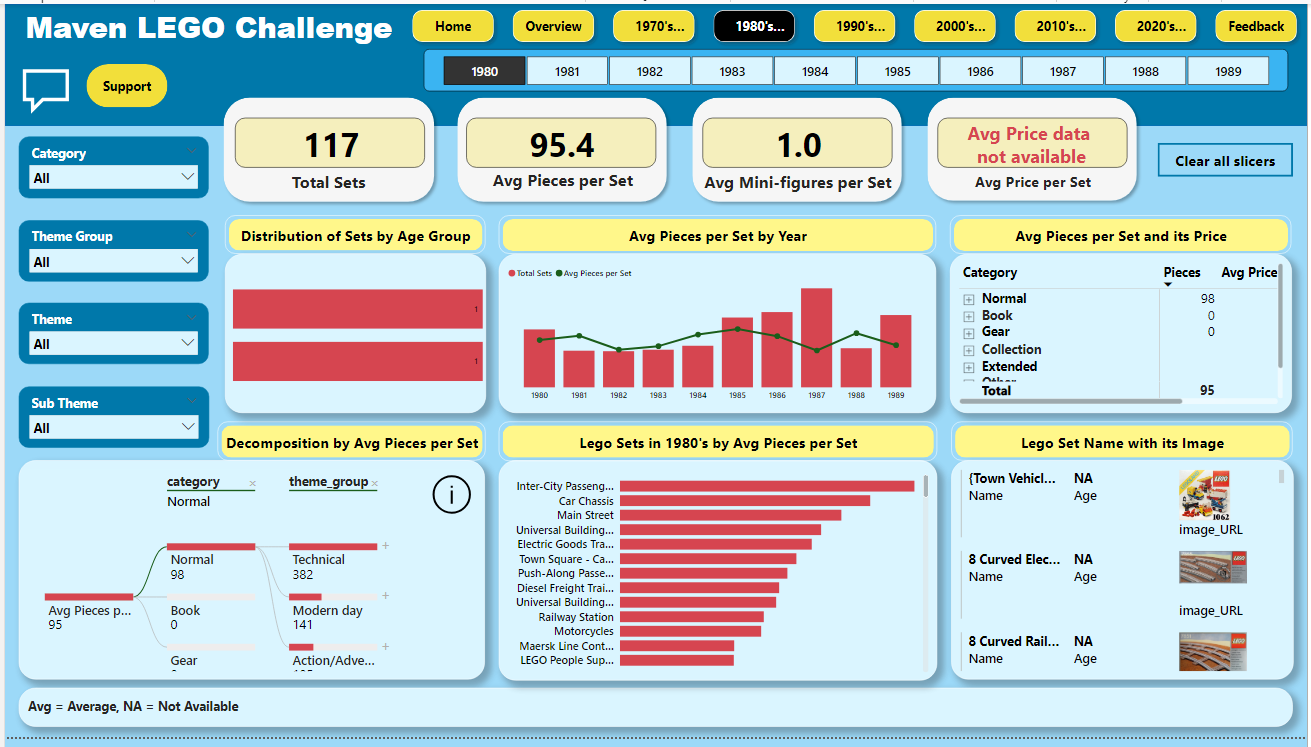 Maven LEGO Challenge
Home
Overview
1970's...
1980's...
1990's...
2000's...
2010's...
2020's...
Feedback
1980
1981
1982
1983
1984
1985
1986
1987
1988
1989
Support
117
Total Sets
95.4
Avg Pieces per Set
1.0
Avg Mini-figures per Set
Avg Price data
not available
Avg Price per Set
Clear all slicers
Category
All
Theme Group
All
Theme
All
Sub Theme
All
Distribution of Sets by Age Group
1
1
Avg Pieces per Set by Year
Total Sets
Avg Pieces per Set
1980
1981
1982
1983
1984
1985
1986
1987
1988
1989
Avg Pieces per Set and its Price
Category Pieces Avg Price
Normal 98
Book 0
Gear 0
Collection
Extended
Other
Total 95
Decomposition by Avg Pieces per Set
category
Normal
theme_group
Avg Pieces p...
95
Normal
98
Book
0
Gear
Technical
382
Modern day
141
Action/Adve...
Lego Sets in 1980's by Avg Pieces per Set
Inter-City Passeng...
Car Chassis
Main Street
Universal Building...
Electric Goods Tra...
Town Square - Ca...
Push-Along Passe...
Diesel Freight Trai...
Universal Building...
Railway Station
Motorcycles
Maersk Line Cont...
LEGO People Sup...
Lego Set Name with its Image
{Town Vehicl... NA
Name Age
LEGO
1062
image_URL
8 Curved Elec... NA
Name Age
LEGO
image_URL
8 Curved Rail... NA
Name Age
LEGO
Avg = Average, NA = Not Available